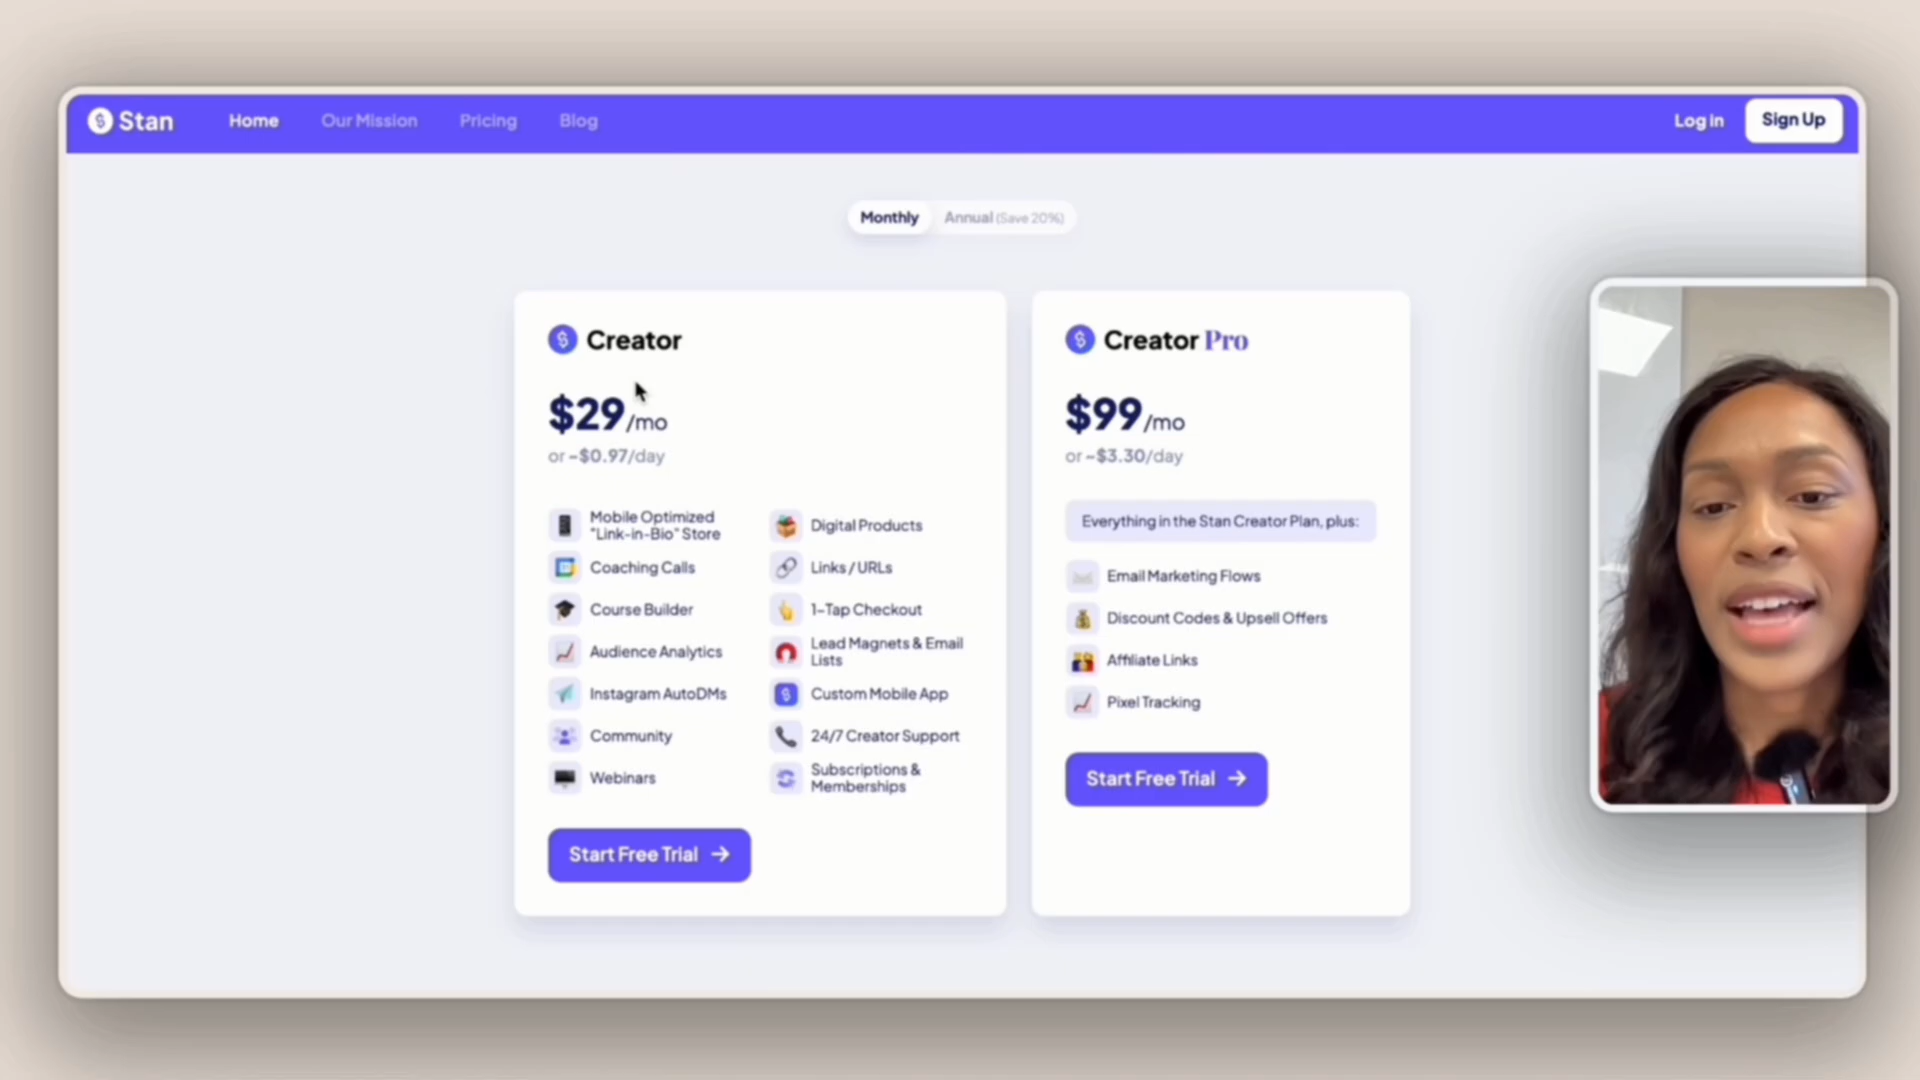 Stan
Home
Our Mission
Pricing
Blog
Log in
Sign Up
Monthly
Annual (Save 20%)
Creator
$29/mo
or ~$0.97/day
Mobile Optimized
"Link-in-Bio" Store
Coaching Calls
Course Builder
Audience Analytics
Instagram AutoDMs
Community
Webinars
Digital Products
Links / URLs
1-Tap Checkout
Lead Magnets & Email
Lists
Custom Mobile App
24/7 Creator Support
Subscriptions &
Memberships
Start Free Trial →
Creator Pro
$99/mo
or ~$3.30/day
Everything in the Stan Creator Plan, plus:
Email Marketing Flows
Discount Codes & Upsell Offers
Affiliate Links
Pixel Tracking
Start Free Trial →